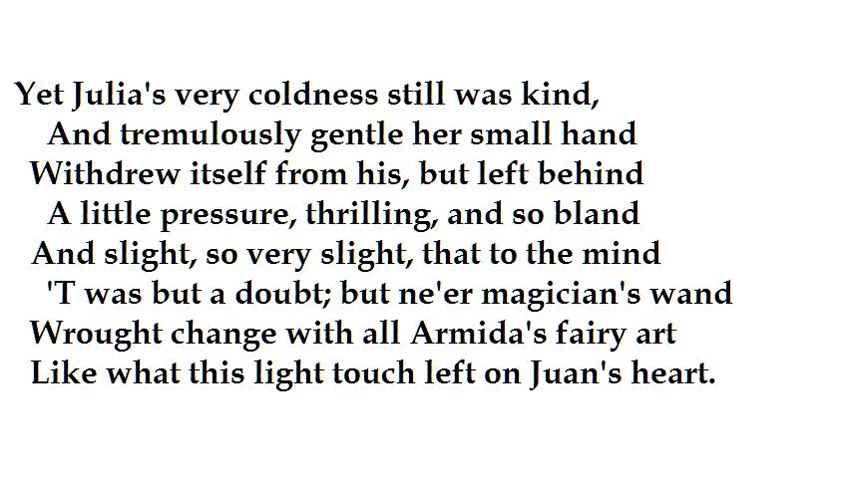 Yet Julia's very coldness still was kind,
And tremulously gentle her small hand
Withdrew itself from his, but left behind
A little pressure, thrilling, and so bland
And slight, so very slight, that to the mind
'T was but a doubt; but ne'er magician's wand
Wrought change with all Armida's fairy art
Like what this light touch left on Juan's heart.